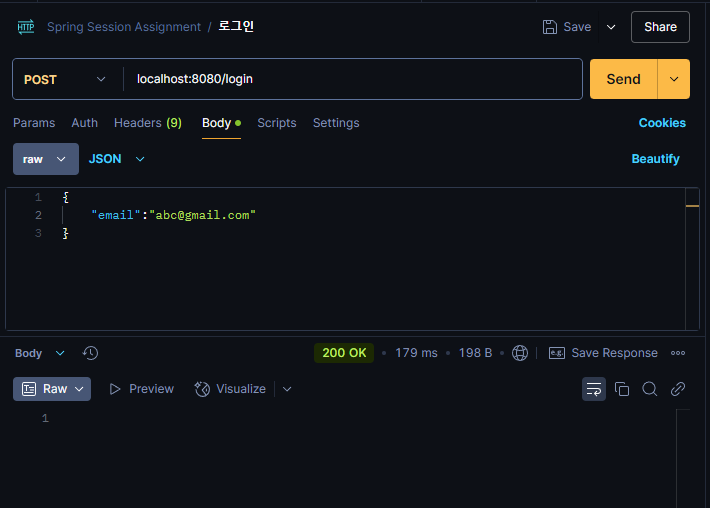 HTTP Spring Session Assignment / 로그인 Save Share
POST localhost:8080/login Send
Params Auth Headers (9) Body Scripts Settings Cookies
raw JSON Beautify
1 {
2 "email":"abc@gmail.com"
3 }
Body 200 OK • 179 ms • 198 B • e.g. Save Response
Raw Preview Visualize
1